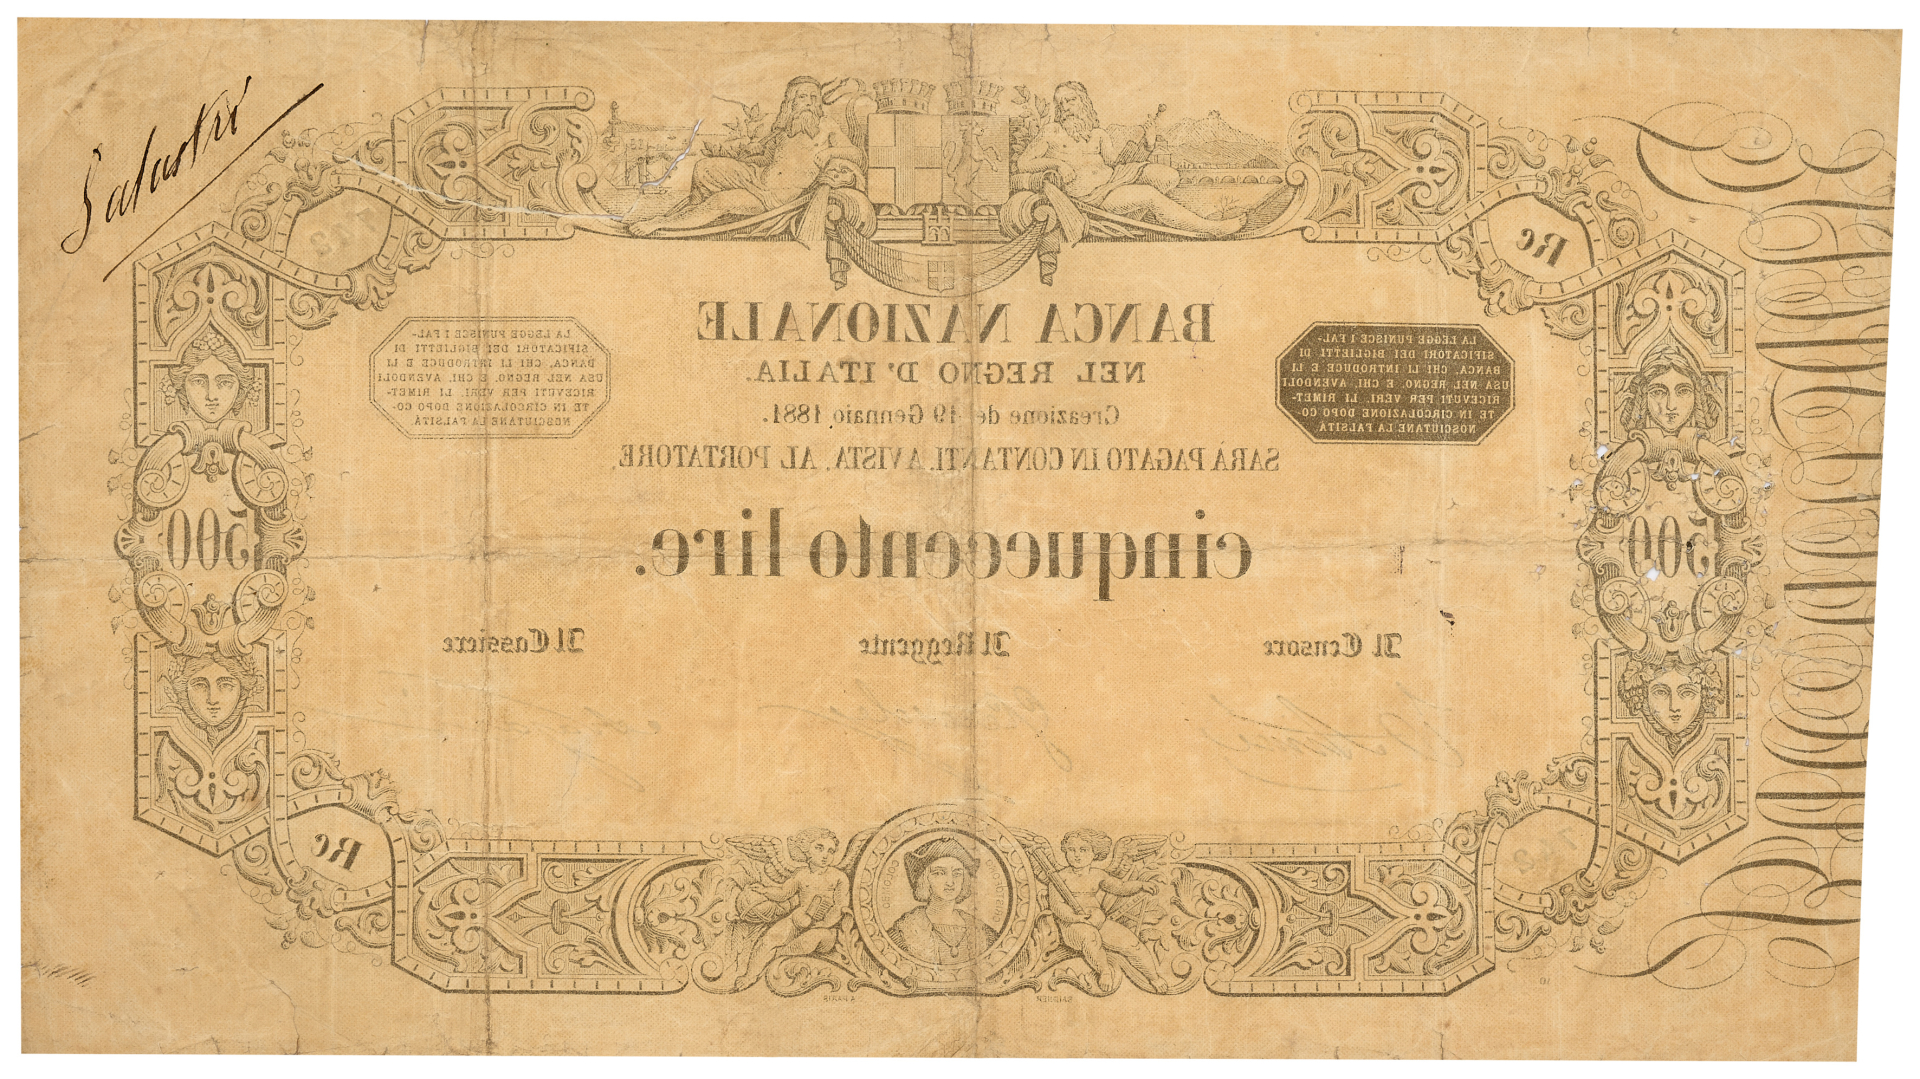 Salustri
BANCA NAZIONALE
NEL REGNO D'ITALIA.
Creazione del 19 Gennaio 1881.
SARÀ PAGATO IN CONTANTI, A VISTA, AL PORTATORE.
cinquecento lire.
LA LEGGE PUNISCE I FAL-
SIFICATORI DEI BIGLIETTI DI
BANCA, CHI LI INTRODUCE E LI
USA NEL REGNO, E CHI, AVENDOLI
RICEVUTI PER VERI, LI RIMET-
TE IN CIRCOLAZIONE DOPO CO-
NOSCIUTANE LA FALSITÀ
LA LEGGE PUNISCE I FAL-
SIFICATORI DEI BIGLIETTI DI
BANCA, CHI LI INTRODUCE E LI
USA NEL REGNO, E CHI, AVENDOLI
RICEVUTI PER VERI, LI RIMET-
TE IN CIRCOLAZIONE DOPO CO-
NOSCIUTANE LA FALSITÀ
500
500
Il Censore
Il Reggente
Il Cassiere
Rc
Rc